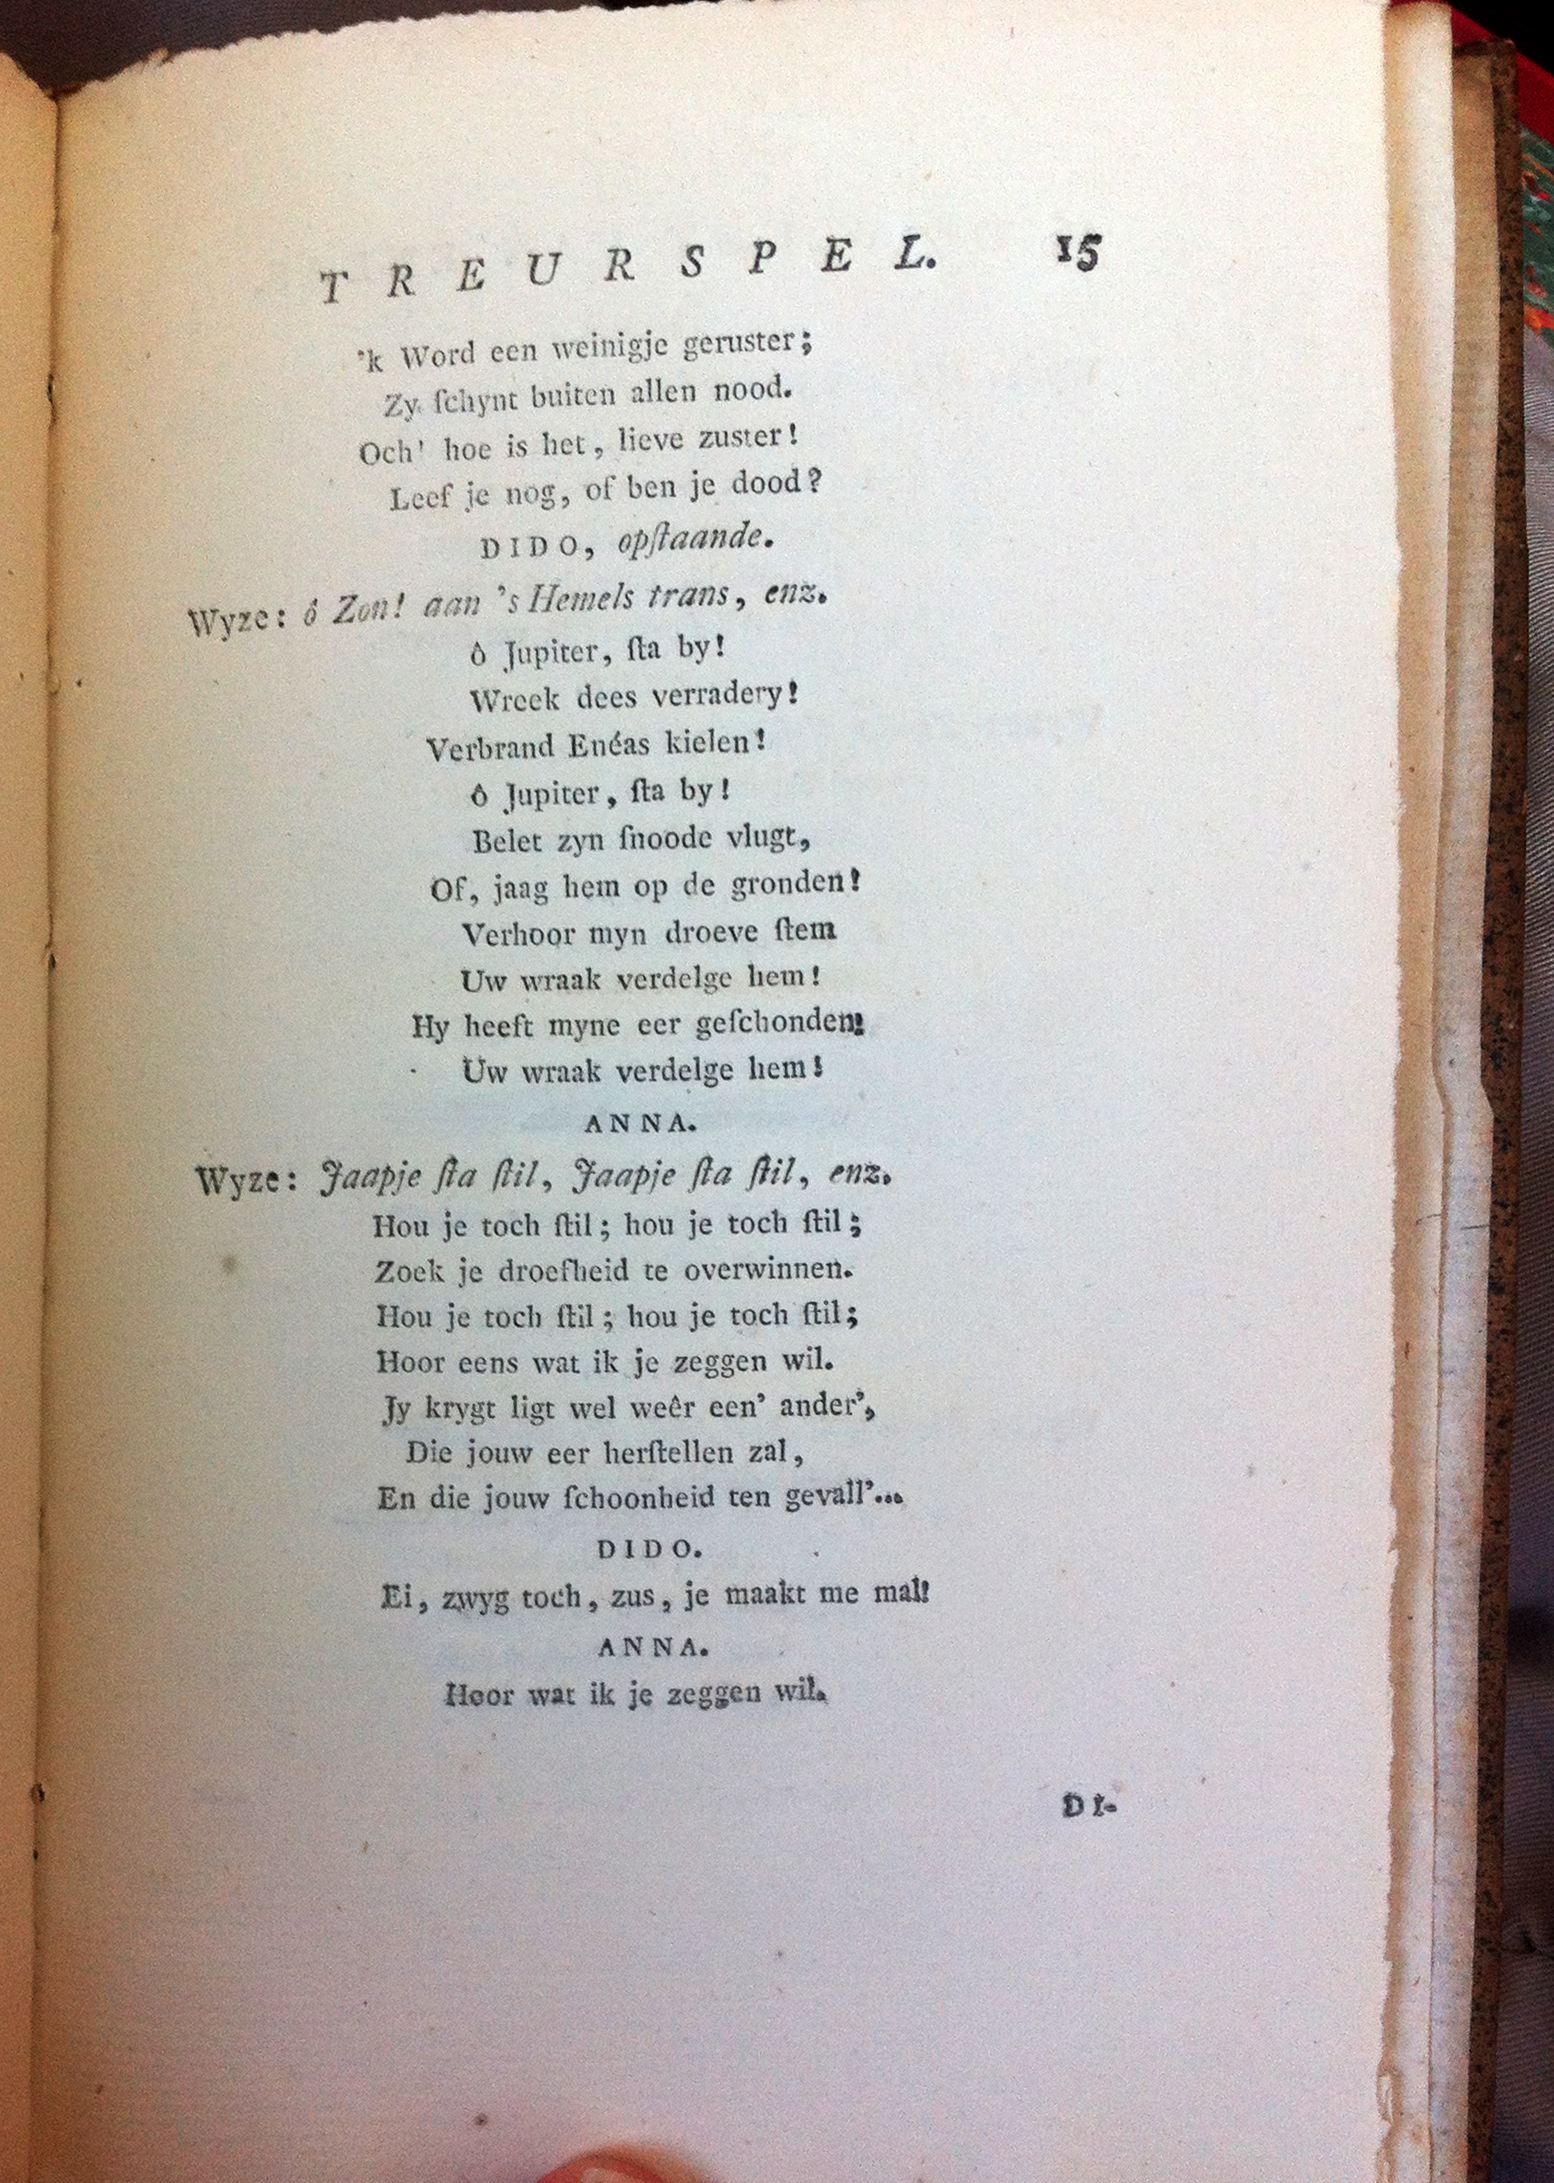 TREURSPEL. 15
'k Word een weinigje geruster;
Zy ſchynt buiten allen nood.
Och! hoe is het, lieve zuster!
Leef je nog, of ben je dood?
DIDO, opſtaande.
Wyze: ô Zon! aan 's Hemels trans, enz.
ô Jupiter, ſta by!
Wreek dees verradery!
Verbrand Enéas kielen!
ô Jupiter, ſta by!
Belet zyn ſnoode vlugt,
Of, jaag hem op de gronden!
Verhoor myn droeve ſtem
Uw wraak verdelge hem!
Hy heeft myne eer geſchonden!
Uw wraak verdelge hem!
ANNA.
Wyze: Jaapje ſta ſtil, Jaapje ſta ſtil, enz.
Hou je toch ſtil; hou je toch ſtil;
Zoek je droefheid te overwinnen.
Hou je toch ſtil; hou je toch ſtil;
Hoor eens wat ik je zeggen wil.
Jy krygt ligt wel weêr een' ander',
Die jouw eer herſtellen zal,
En die jouw ſchoonheid ten gevall'...
DIDO.
Ei, zwyg toch, zus, je maakt me mal!
ANNA.
Hoor wat ik je zeggen wil.
DI-